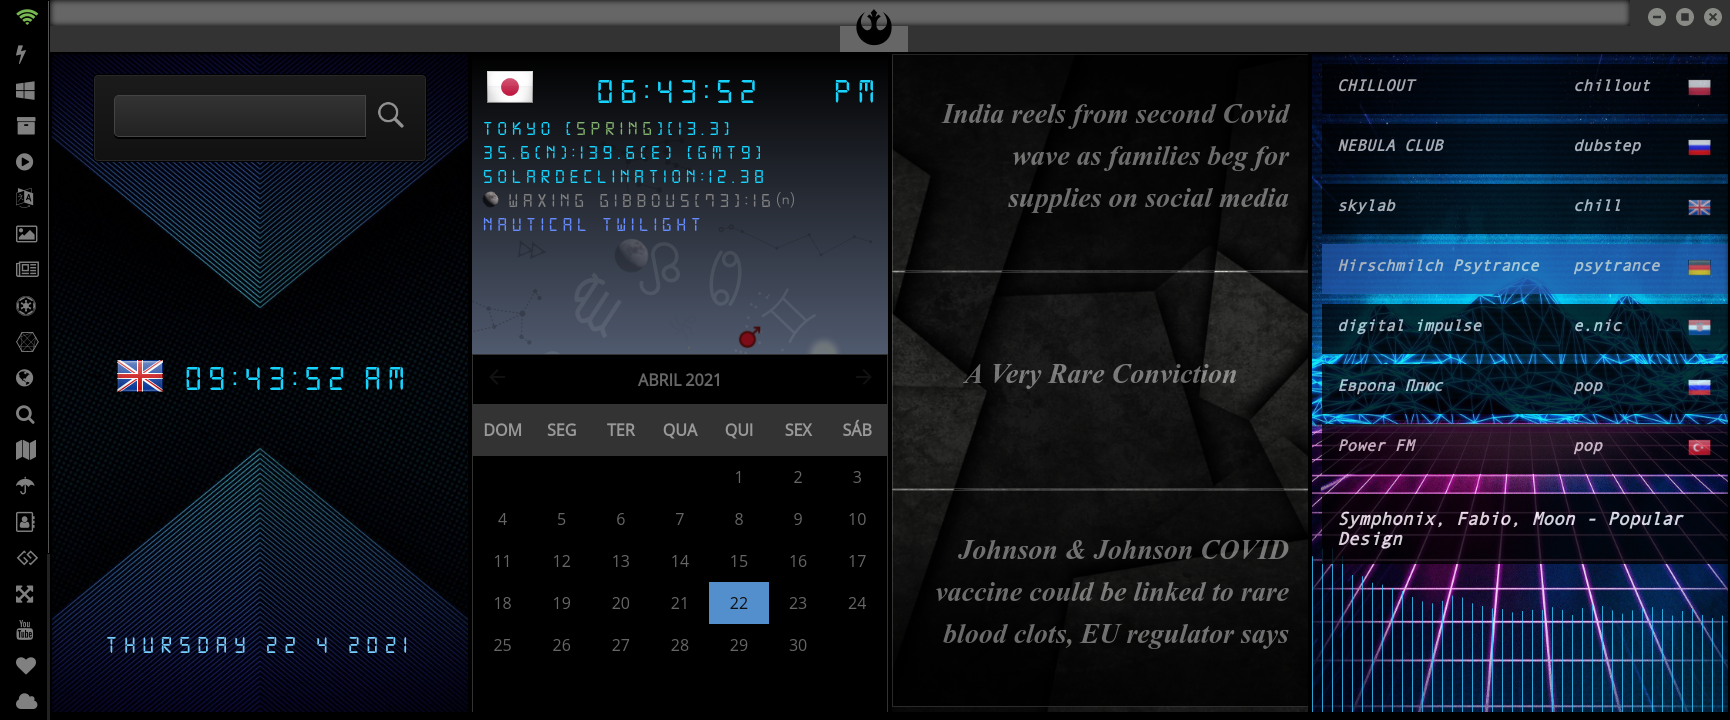 09:43:52 AM
THURSDAY 22 4 2021
06:43:52 PM
TOKYO [SPRING][13.3]
35.6(N):139.6(E) [GMT9]
SOLARDECLINATION:12.38
WAXING GIBBOUS[73]:16(n)
NAUTICAL TWILIGHT
ABRIL 2021
DOM SEG TER QUA QUI SEX SÁB
1 2 3
4 5 6 7 8 9 10
11 12 13 14 15 16 17
18 19 20 21 22 23 24
25 26 27 28 29 30
India reels from second Covid
wave as families beg for
supplies on social media
A Very Rare Conviction
Johnson & Johnson COVID
vaccine could be linked to rare
blood clots, EU regulator says
CHILLOUT chillout
NEBULA CLUB dubstep
skylab chill
Hirschmilch Psytrance psytrance
digital impulse e.nic
Европа Плюс pop
Power FM pop
Symphonix, Fabio, Moon - Popular
Design
You
Tube